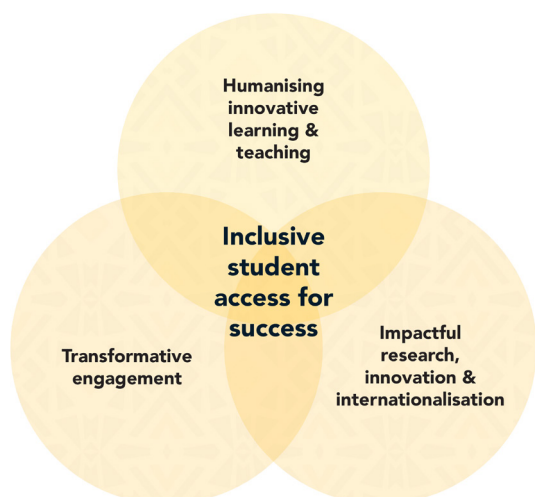 Humanising
innovative
learning &
teaching
Inclusive
student
access for
success
Transformative
engagement
Impactful
research,
innovation &
internationalisation